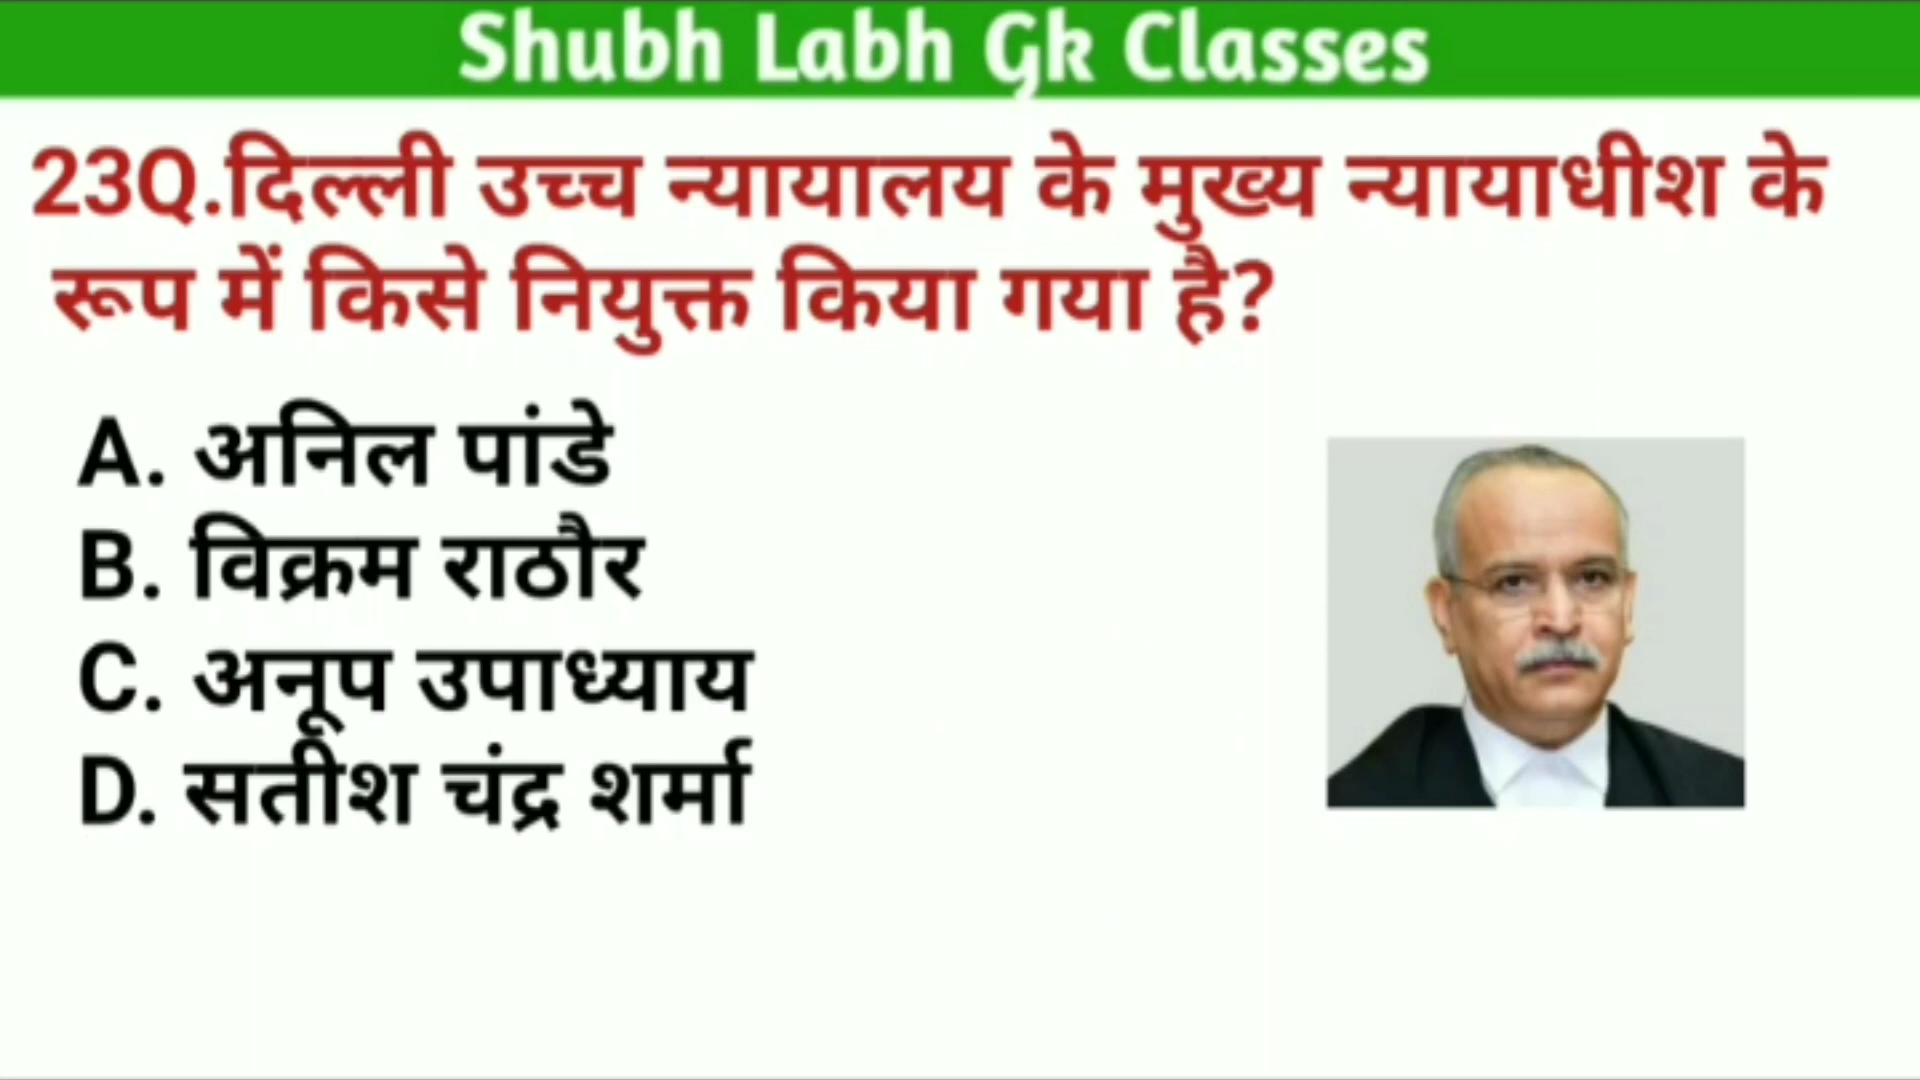 Shubh Labh Gk Classes
23Q.दिल्ली उच्च न्यायालय के मुख्य न्यायाधीश के
रूप में किसे नियुक्त किया गया है?
A. अनिल पांडे
B. विक्रम राठौर
C. अनूप उपाध्याय
D. सतीश चंद्र शर्मा